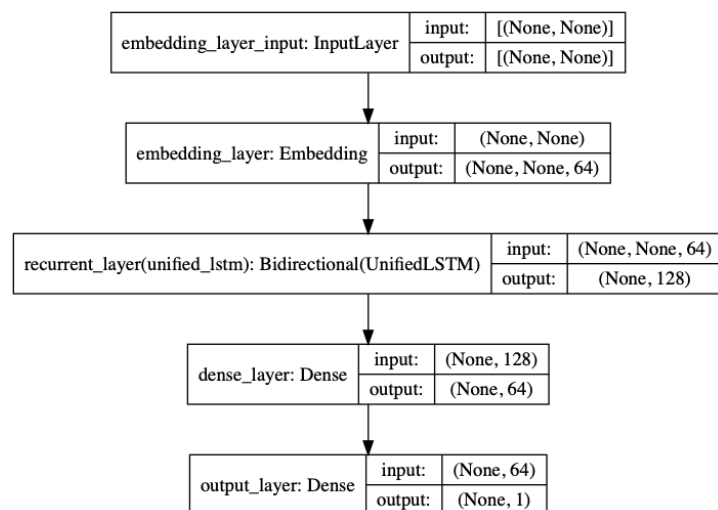 embedding_layer_input: InputLayer
input: [(None, None)]
output: [(None, None)]
embedding_layer: Embedding
input: (None, None)
output: (None, None, 64)
recurrent_layer(unified_lstm): Bidirectional(UnifiedLSTM)
input: (None, None, 64)
output: (None, 128)
dense_layer: Dense
input: (None, 128)
output: (None, 64)
output_layer: Dense
input: (None, 64)
output: (None, 1)